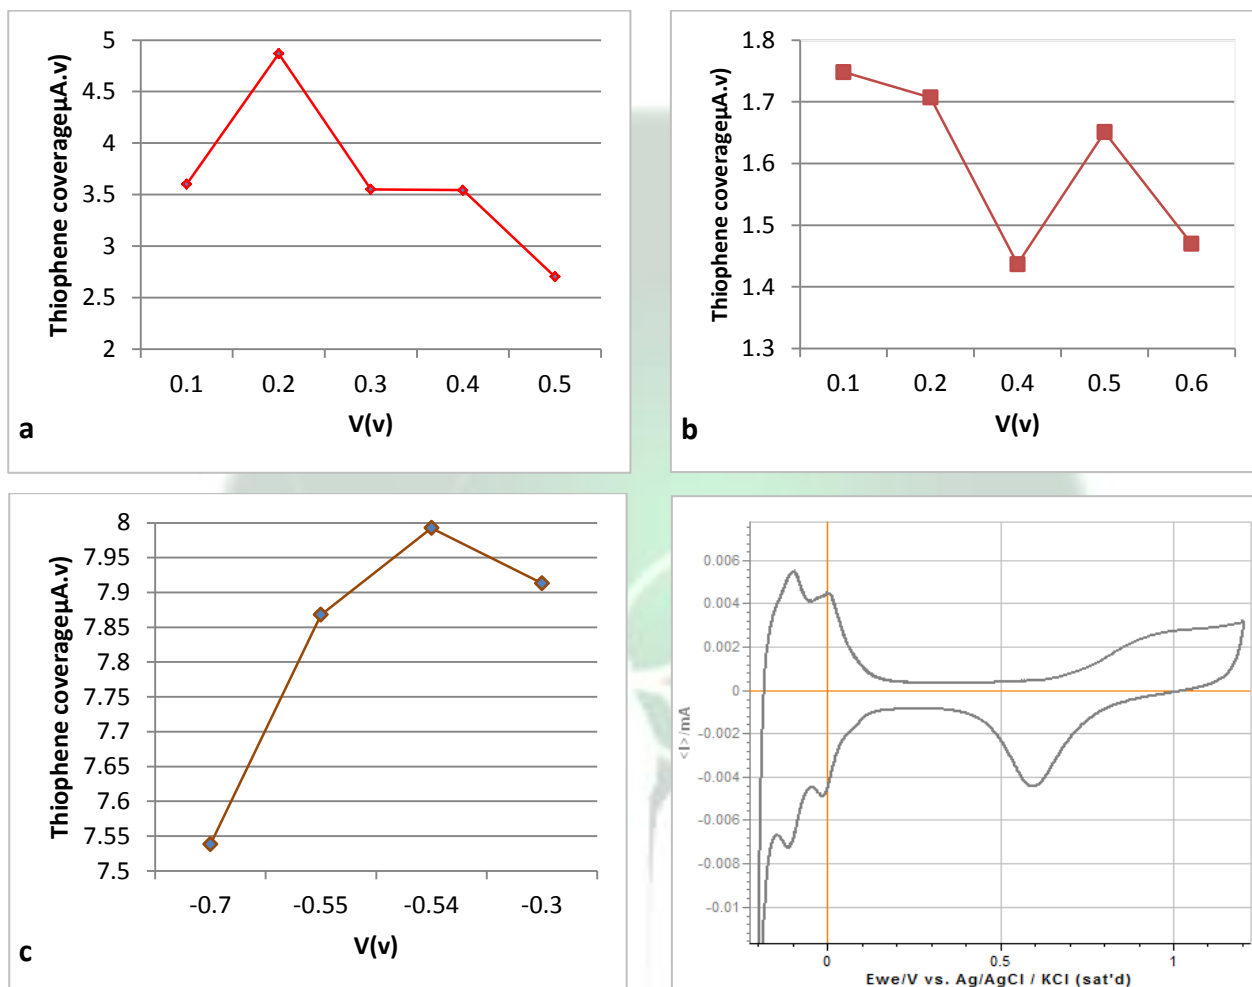 Thiophene coverageµA.v)
5
4.5
4
3.5
3
2.5
2
0.1 0.2 0.3 0.4 0.5
V(v)
a
Thiophene coverageµA.v)
1.8
1.7
1.6
1.5
1.4
1.3
0.1 0.2 0.4 0.5 0.6
V(v)
b
Thiophene coverageµA.v)
8
7.95
7.9
7.85
7.8
7.75
7.7
7.65
7.6
7.55
7.5
-0.7 -0.55 -0.54 -0.3
V(v)
c
<I>/mA
0.006
0.004
0.002
0
-0.002
-0.004
-0.006
-0.008
-0.01
0 0.5 1
Ewe/V vs. Ag/AgCl / KCl (sat'd)